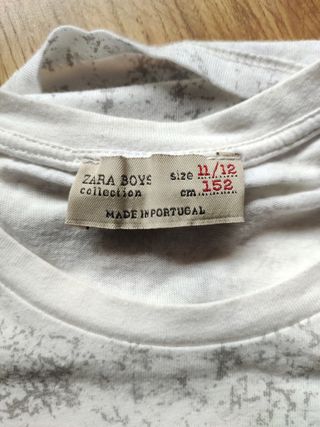 ZARA BOYS size 11/12
collection cm 152
MADE IN PORTUGAL